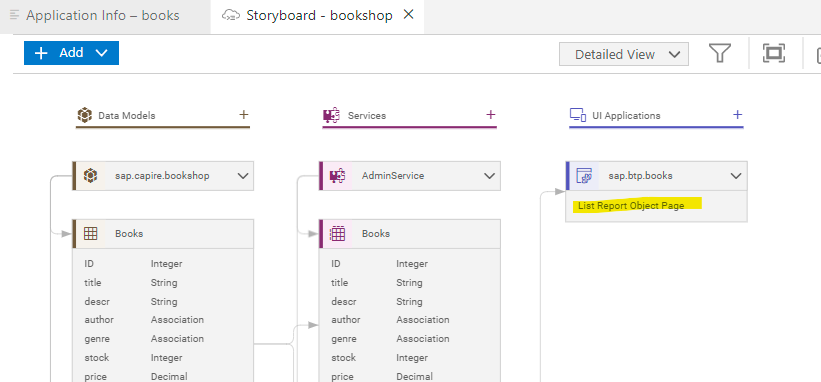 Application Info – books
Storyboard - bookshop
Add
Detailed View
Data Models
Services
UI Applications
sap.capire.bookshop
AdminService
sap.btp.books
List Report Object Page
Books
ID Integer
title String
descr String
author Association
genre Association
stock Integer
price Decimal
Books
ID Integer
title String
descr String
author Association
genre Association
stock Integer
price Decimal